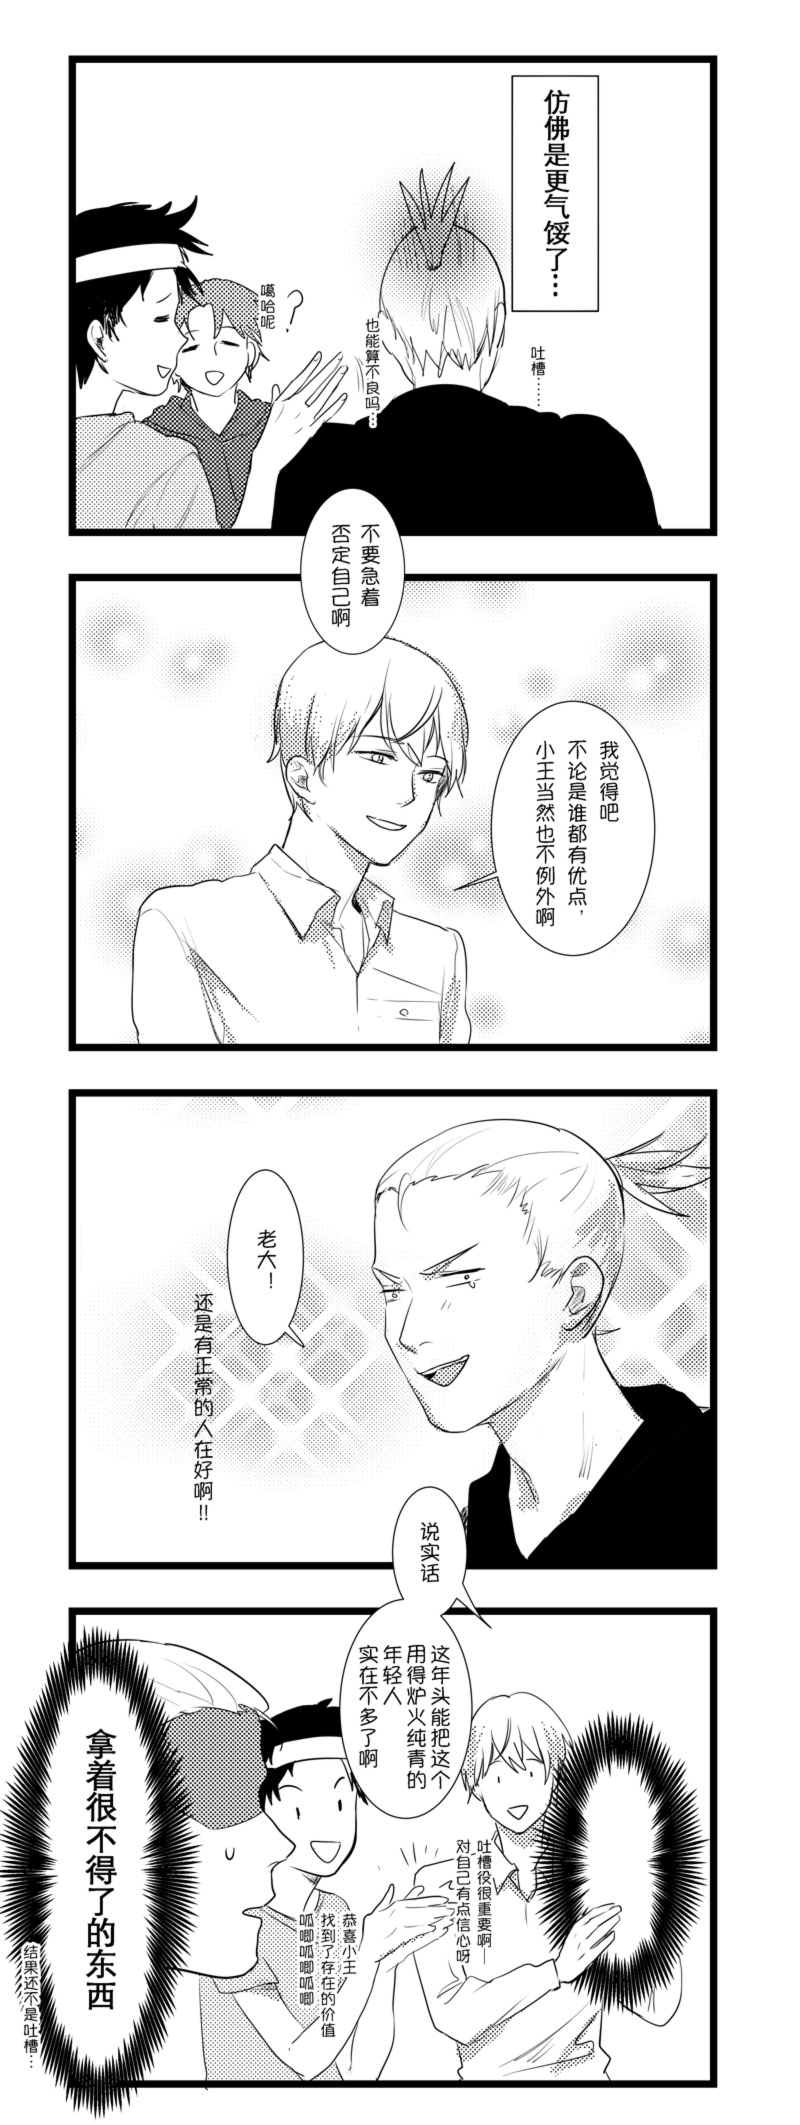 仿佛是更气馁了…
吐槽……
也能算不良吗…
噶哈呢
？
不要急着
否定自己啊
我觉得吧
不论是谁都有优点，
小王当然也不例外啊
老大！
还是有正常的人在好啊!!
说实话
这年头能把这个
用得炉火纯青的
年轻人
实在不多了啊
吐槽役很重要啊—
对自己有点信心呀
恭喜小王
找到了存在的价值
呱唧呱唧呱唧
拿着很不得了的东西
结果还不是吐槽…